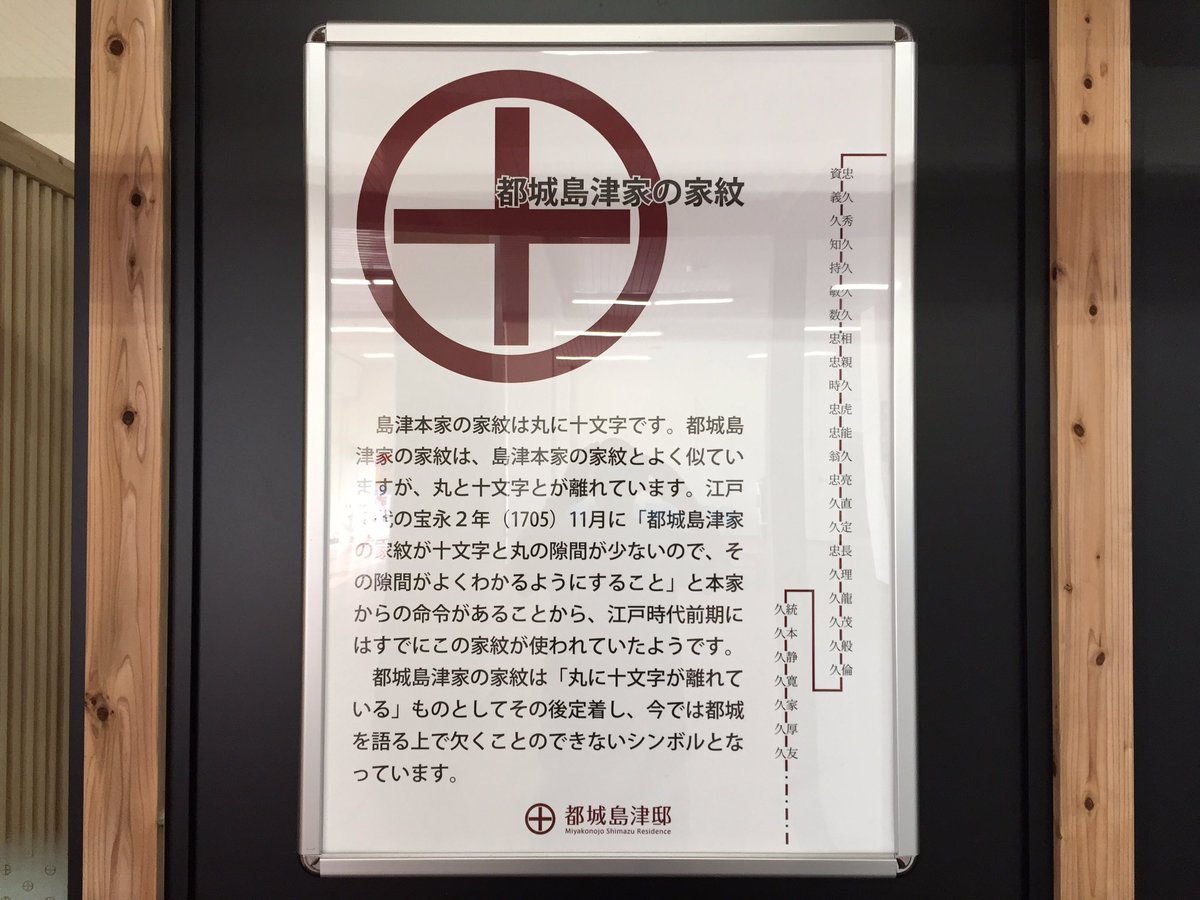 都城島津家の家紋
島津本家の家紋は丸に十文字です。都城島
津家の家紋は、島津本家の家紋とよく似てい
ますが、丸と十文字とが離れています。江戸
時代の宝永２年（1705）11月に「都城島津家
の家紋が十文字と丸の隙間が少ないので、そ
の隙間がよくわかるようにすること」と本家
からの命令があることから、江戸時代前期に
はすでにこの家紋が使われていたようです。
都城島津家の家紋は「丸に十文字が離れて
いる」ものとしてその後定着し、今では都城
を語る上で欠くことのできないシンボルとな
っています。
資忠
義久
久秀
知久
持久
敏久
数久
忠相
忠親
時久
忠虎
忠能
翁久
忠亮
久直
久定
忠長
久理
久龍
久茂
久般
久倫
久統
久本
久静
久寛
久家
久厚
久友
都城島津邸
Miyakonojo Shimazu Residence